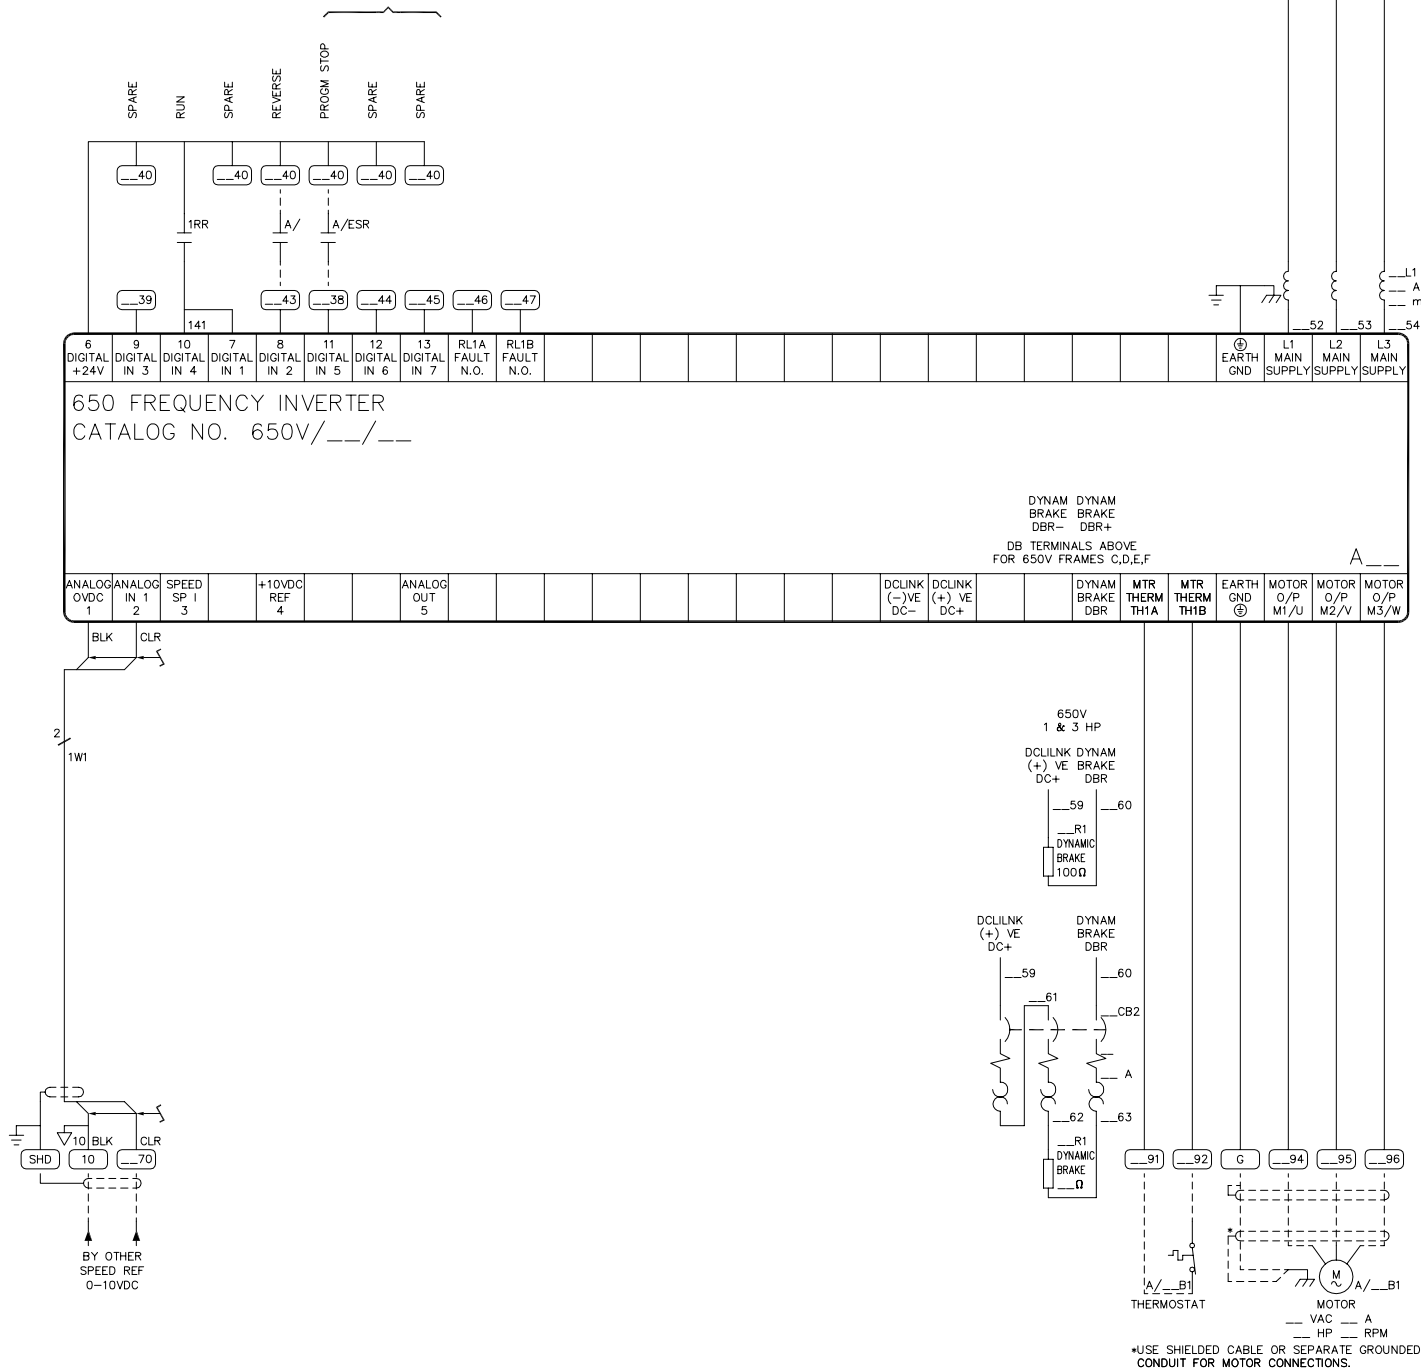 SPARE
RUN
SPARE
REVERSE
PROGM STOP
SPARE
SPARE
__40 __40 __40 __40 __40 __40
1RR A/ A/ESR
__39 __43 __38 __44 __45 __46 __47
141
__L1
__ A
__ m
__52 __53 __54
6 9 10 7 8 11 12 13 RL1A RL1B ⏚ L1 L2 L3
DIGITAL DIGITAL DIGITAL DIGITAL DIGITAL DIGITAL DIGITAL DIGITAL FAULT FAULT EARTH MAIN MAIN MAIN
+24V IN 3 IN 4 IN 1 IN 2 IN 5 IN 6 IN 7 N.O. N.O. GND SUPPLY SUPPLY SUPPLY
650 FREQUENCY INVERTER
CATALOG NO. 650V/__/__
DYNAM DYNAM
BRAKE BRAKE
DBR- DBR+
DB TERMINALS ABOVE
FOR 650V FRAMES C,D,E,F
A__
ANALOG ANALOG SPEED +10VDC ANALOG DCLINK DCLINK DYNAM MTR MTR EARTH MOTOR MOTOR MOTOR
0VDC IN 1 SP I REF OUT (-)VE (+) VE BRAKE THERM THERM GND O/P O/P O/P
1 2 3 4 5 DC- DC+ DBR TH1A TH1B ⏚ M1/U M2/V M3/W
BLK CLR
2
1W1
650V
1 & 3 HP
DCLILNK DYNAM
(+) VE BRAKE
DC+ DBR
__59 __60
__R1
DYNAMIC
BRAKE
100Ω
DCLILNK DYNAM
(+) VE BRAKE
DC+ DBR
__59 __60
__61
__CB2
__ A
__62 __63
__R1
DYNAMIC
BRAKE
__Ω
10 BLK CLR
SHD 10 __70
__91 __92 G __94 __95 __96
BY OTHER
SPEED REF
0-10VDC
*
M
~
A/__B1 A/__B1
THERMOSTAT MOTOR
__ VAC __ A
__ HP __ RPM
*USE SHIELDED CABLE OR SEPARATE GROUNDED
CONDUIT FOR MOTOR CONNECTIONS.